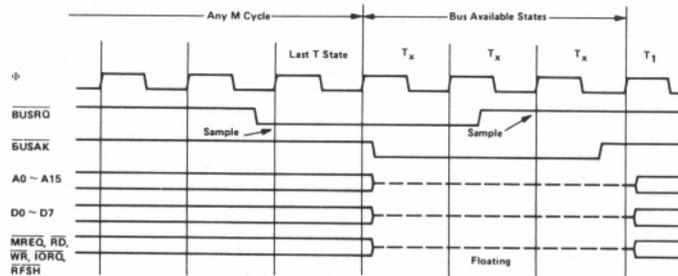 Any M Cycle
Bus Available States
Last T State
Tx
Tx
Tx
T1
Φ
BUSRQ
Sample
Sample
BUSAK
A0 ~ A15
D0 ~ D7
MREQ, RD,
WR, IORQ,
RFSH
Floating